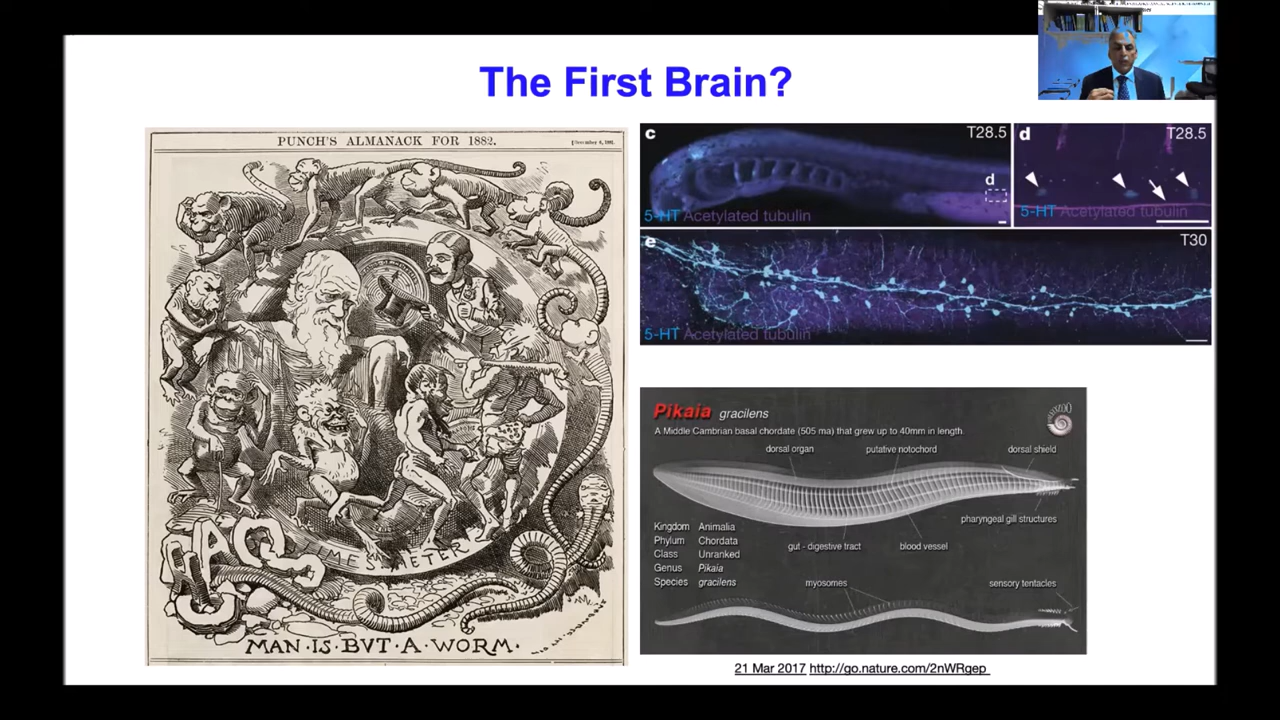 The First Brain?
PUNCH'S ALMANACK FOR 1882.
MAN·IS·BVT·A·WORM·
c
T28.5
d
5-HT Acetylated tubulin
d
T28.5
5-HT Acetylated tubulin
e
T30
5-HT Acetylated tubulin
Pikaia gracilens
A Middle Cambrian basal chordate (505 ma) that grew up to 40mm in length.
dorsal organ
putative notochord
dorsal shield
pharyngeal gill structures
Kingdom Animalia
Phylum Chordata
Class Unranked
Genus Pikaia
Species gracilens
gut - digestive tract
blood vessel
myosomes
sensory tentacles
21 Mar 2017 http://go.nature.com/2nWRgep